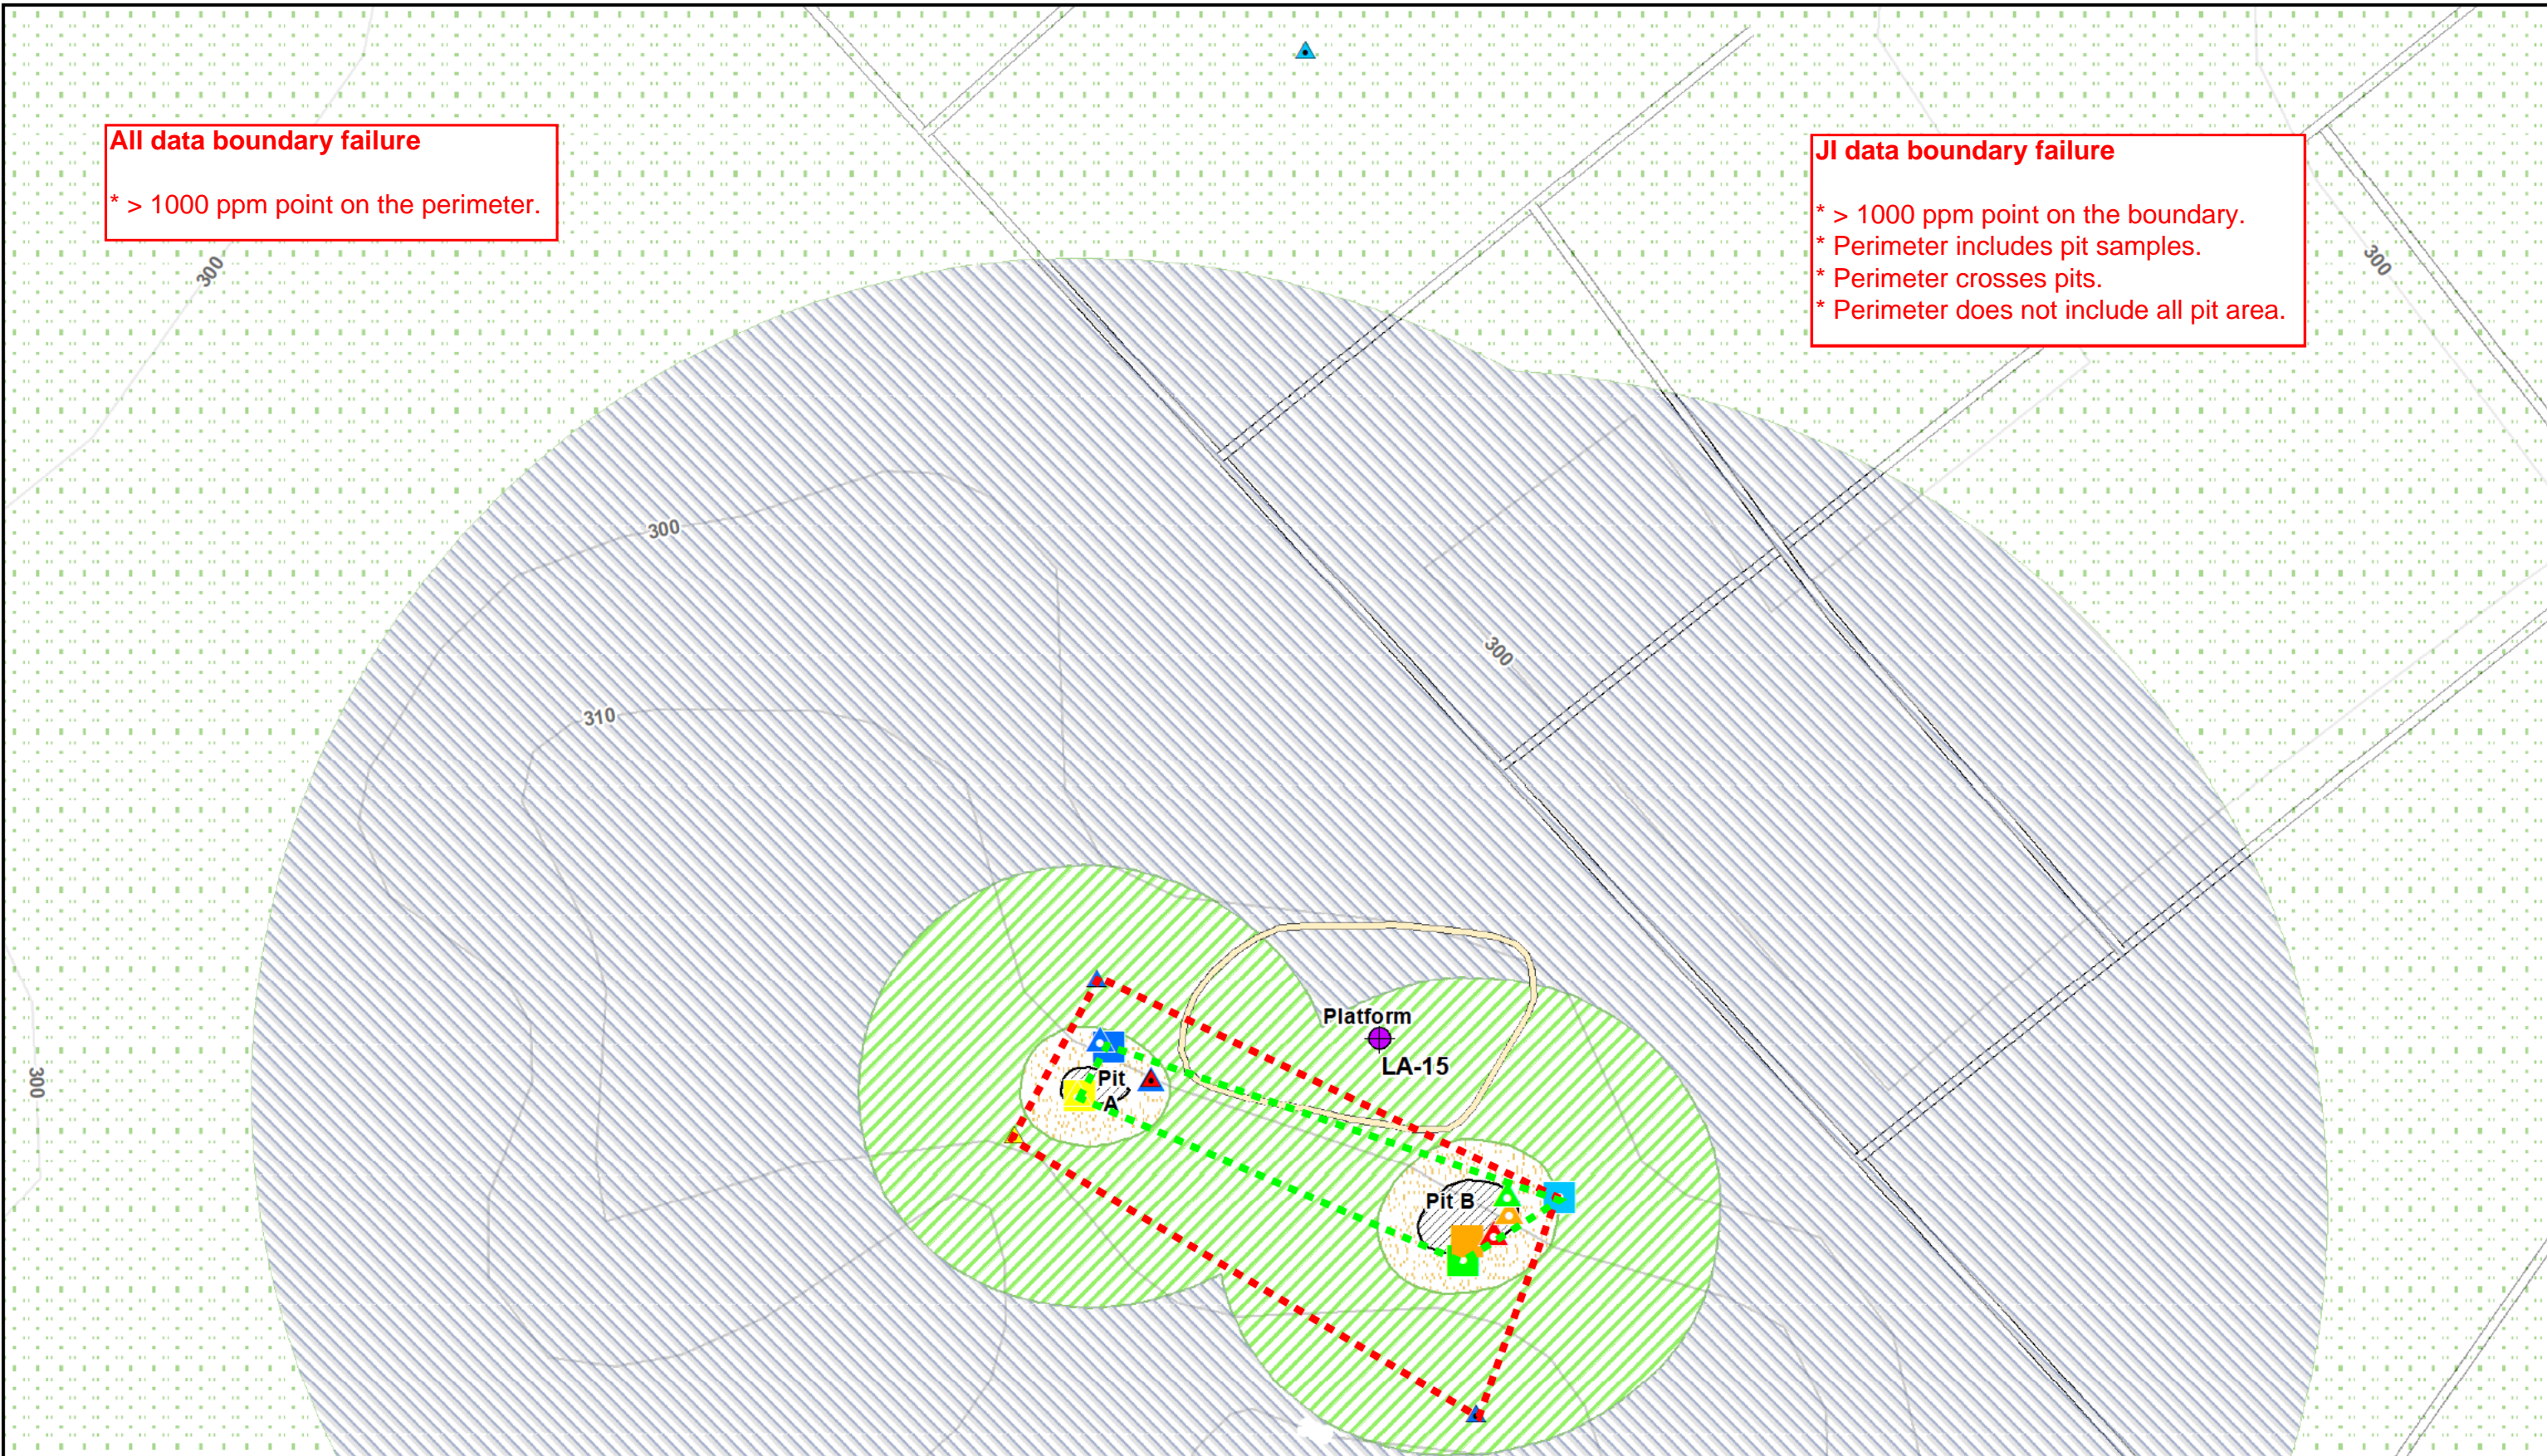 All data boundary failure
* > 1000 ppm point on the perimeter.
JI data boundary failure
* > 1000 ppm point on the boundary.
* Perimeter includes pit samples.
* Perimeter crosses pits.
* Perimeter does not include all pit area.
300
300
300
300
310
300
Platform
LA-15
Pit
A
Pit B